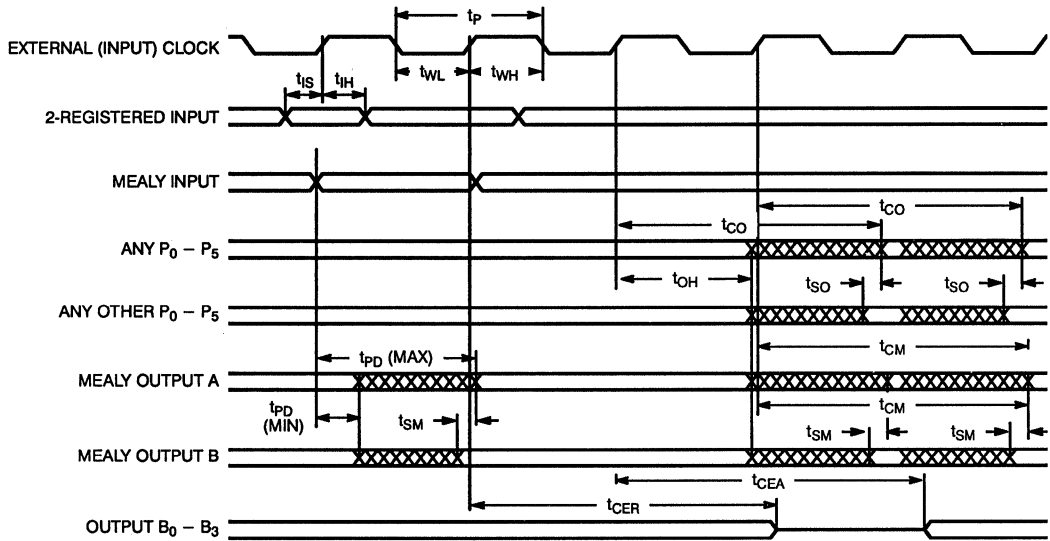 tP
EXTERNAL (INPUT) CLOCK
tWL
tWH
tIS
tIH
2-REGISTERED INPUT
MEALY INPUT
tCO
tCO
ANY P0 – P5
tOH
tSO
tSO
ANY OTHER P0 – P5
tPD (MAX)
tCM
MEALY OUTPUT A
tCM
tPD
(MIN)
tSM
tSM
tSM
MEALY OUTPUT B
tCEA
tCER
OUTPUT B0 – B3